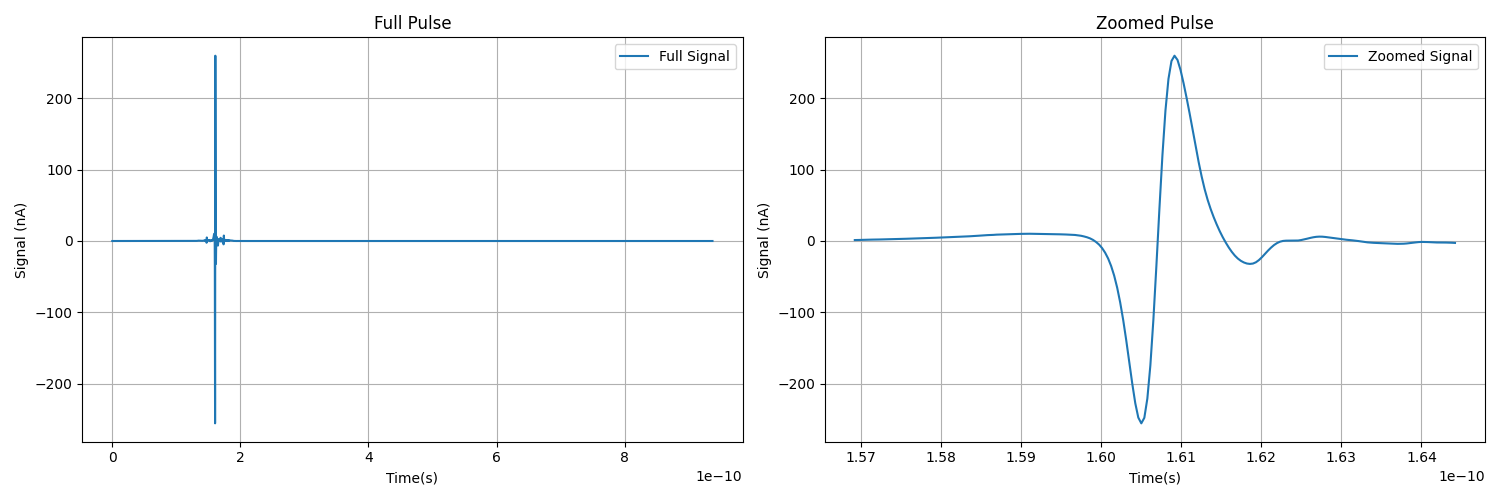 Full Pulse
Full Signal
200
100
0
−100
−200
Signal (nA)
0 2 4 6 8
1e−10
Time(s)
Zoomed Pulse
Zoomed Signal
200
100
0
−100
−200
Signal (nA)
1.57 1.58 1.59 1.60 1.61 1.62 1.63 1.64
1e−10
Time(s)